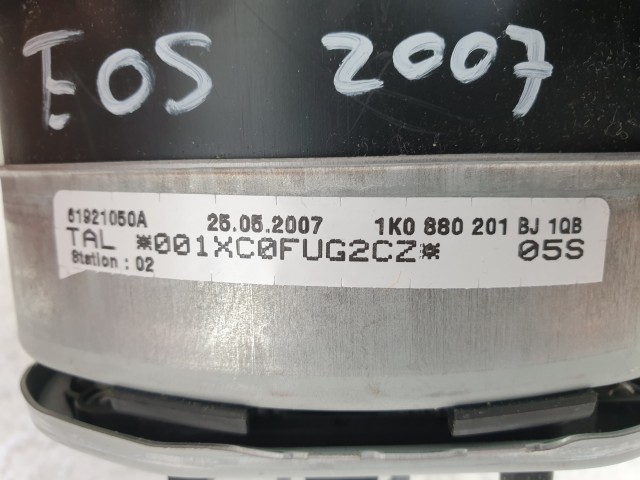 EOS 2007
61921050A 25.05.2007 1K0 880 201 BJ 1QB
TAL *001XC0FUG2CZ* 05S
Station : 02